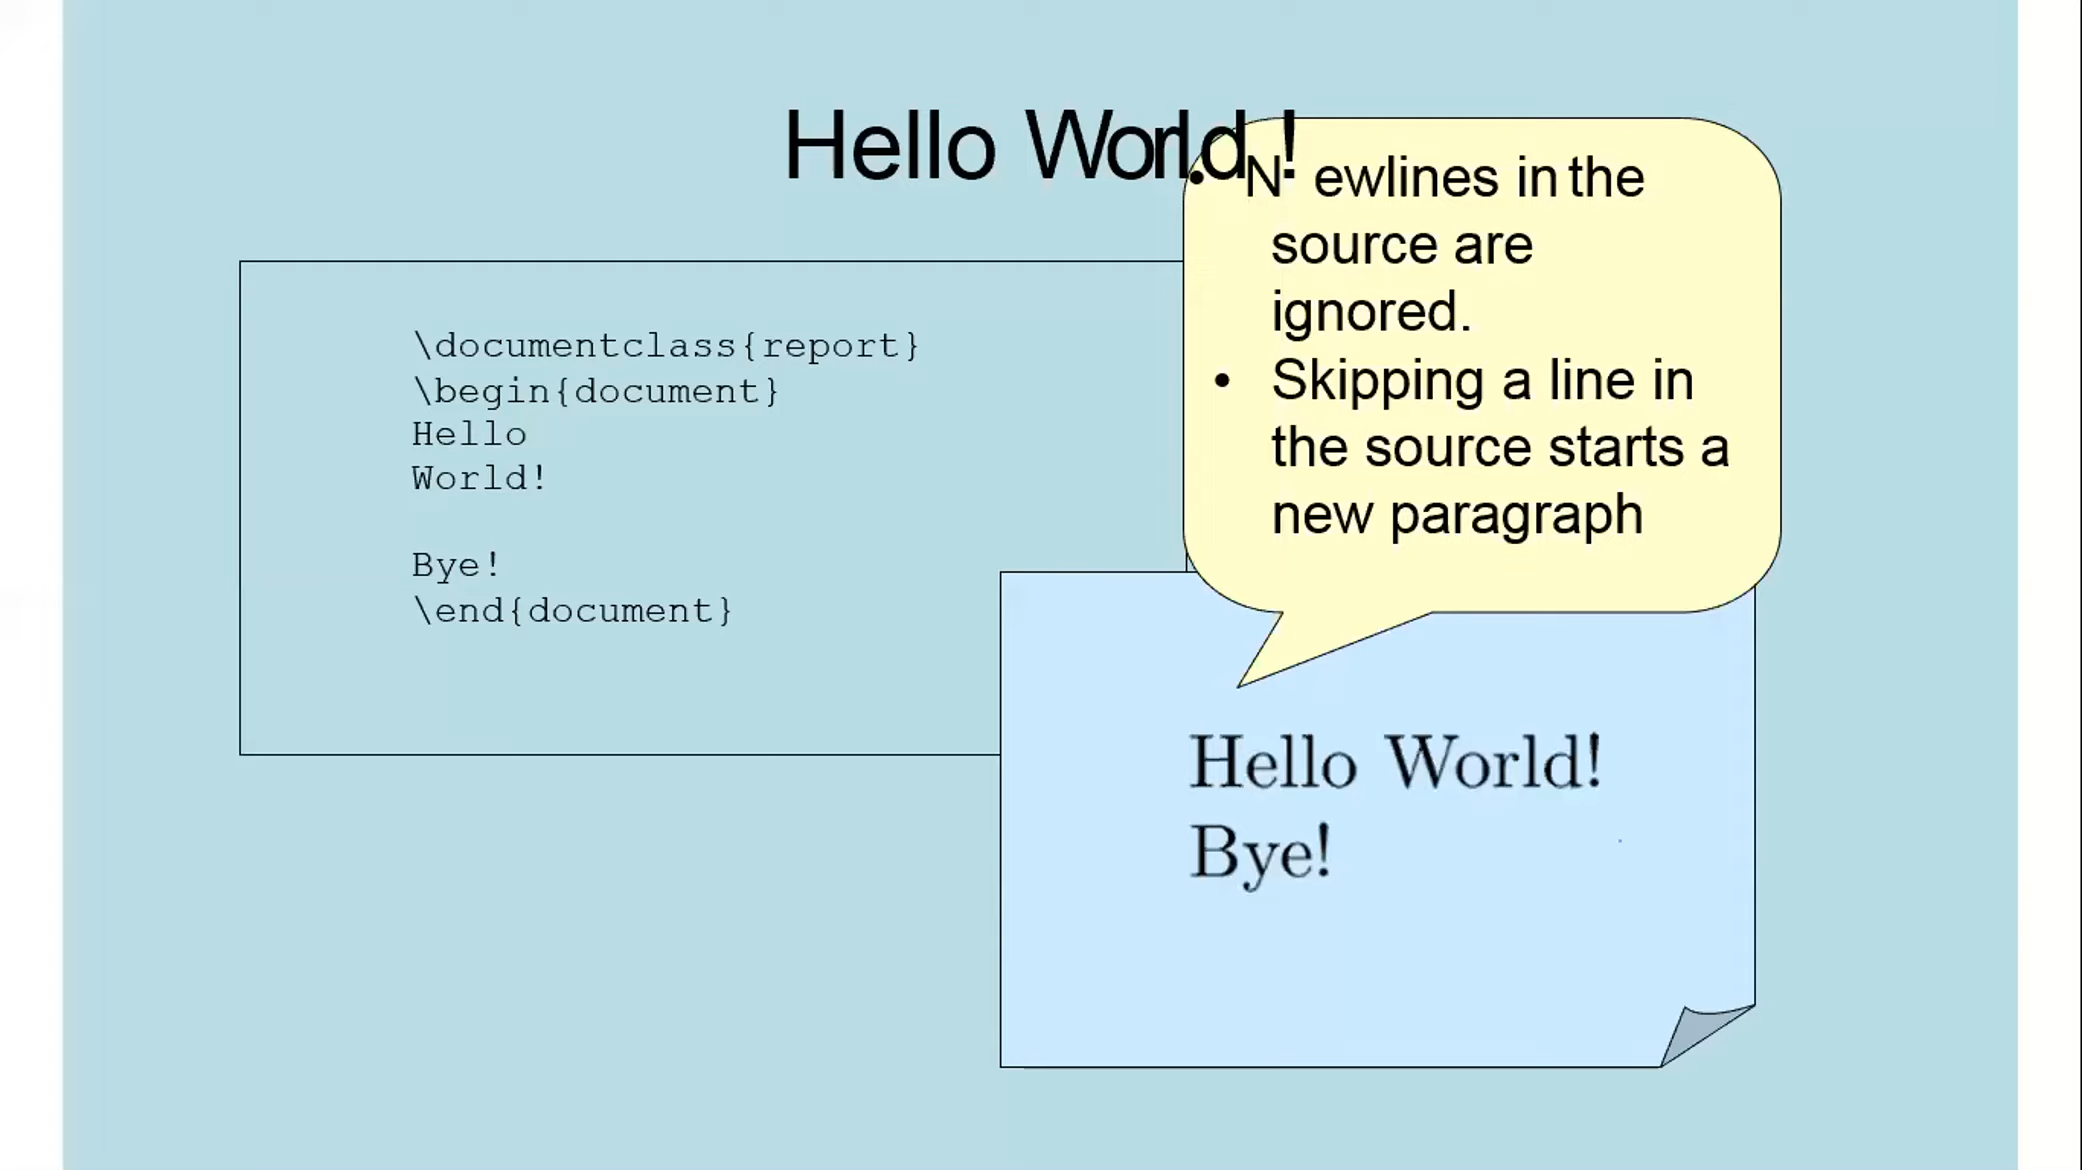 Hello World !
• Newlines in the
source are
ignored.
• Skipping a line in
the source starts a
new paragraph
\documentclass{report}
\begin{document}
Hello
World!

Bye!
\end{document}
Hello World!
Bye!